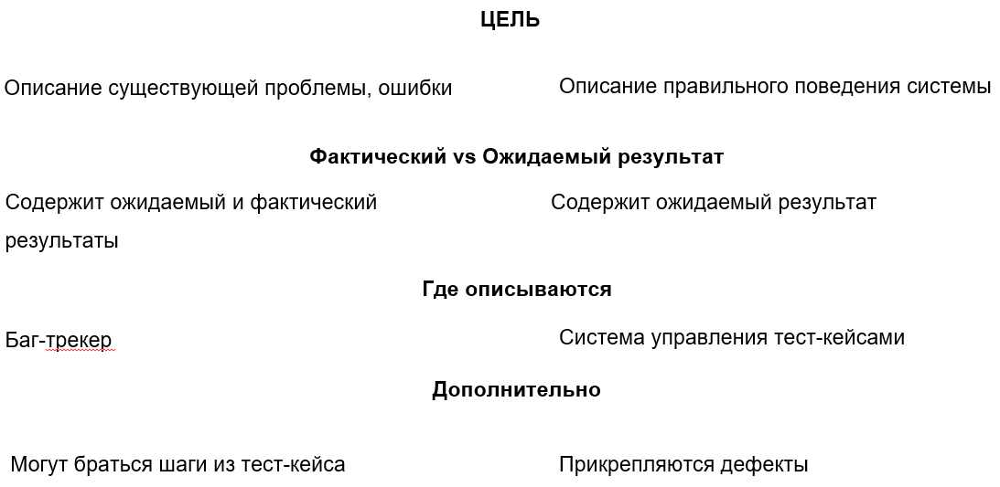 ЦЕЛЬ
Описание существующей проблемы, ошибки
Описание правильного поведения системы
Фактический vs Ожидаемый результат
Содержит ожидаемый и фактический
результаты
Содержит ожидаемый результат
Где описываются
Баг-трекер
Система управления тест-кейсами
Дополнительно
Могут браться шаги из тест-кейса
Прикрепляются дефекты